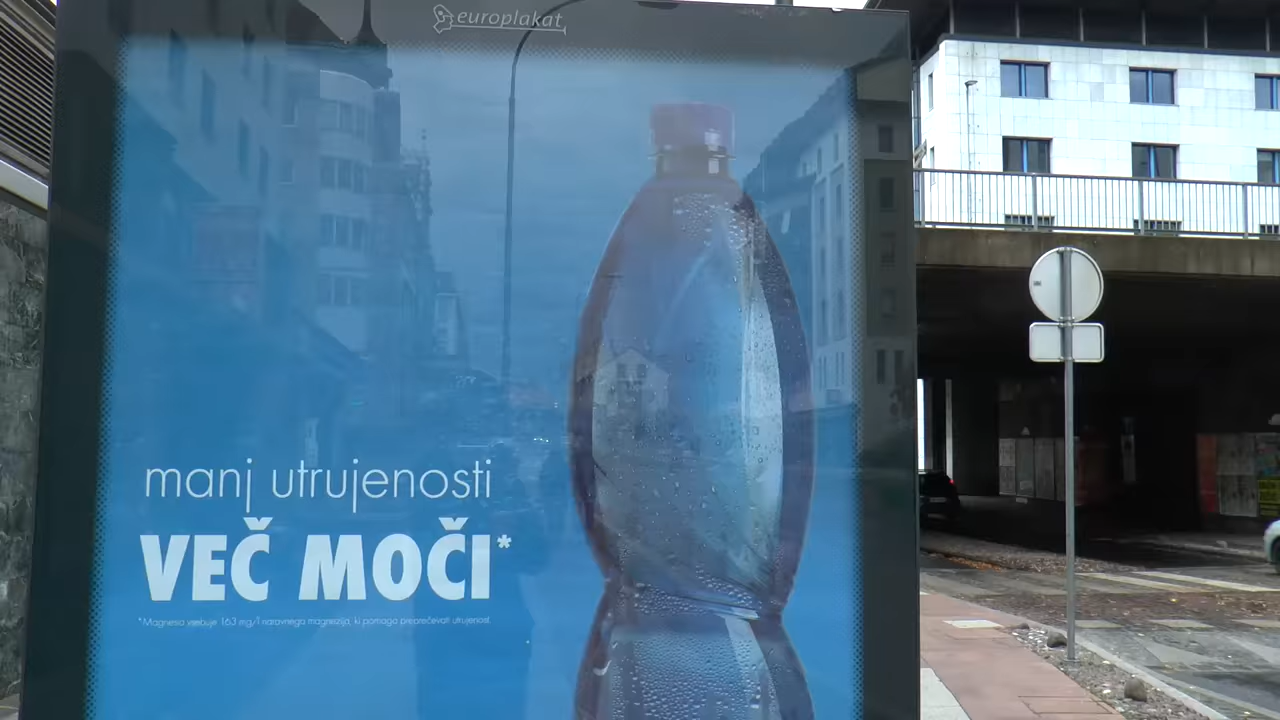 europlakat
manj utrujenosti
VEČ MOČI*
*Magnesia vsebuje 163 mg/l naravnega magnezija, ki pomaga preprečevati utrujenost.